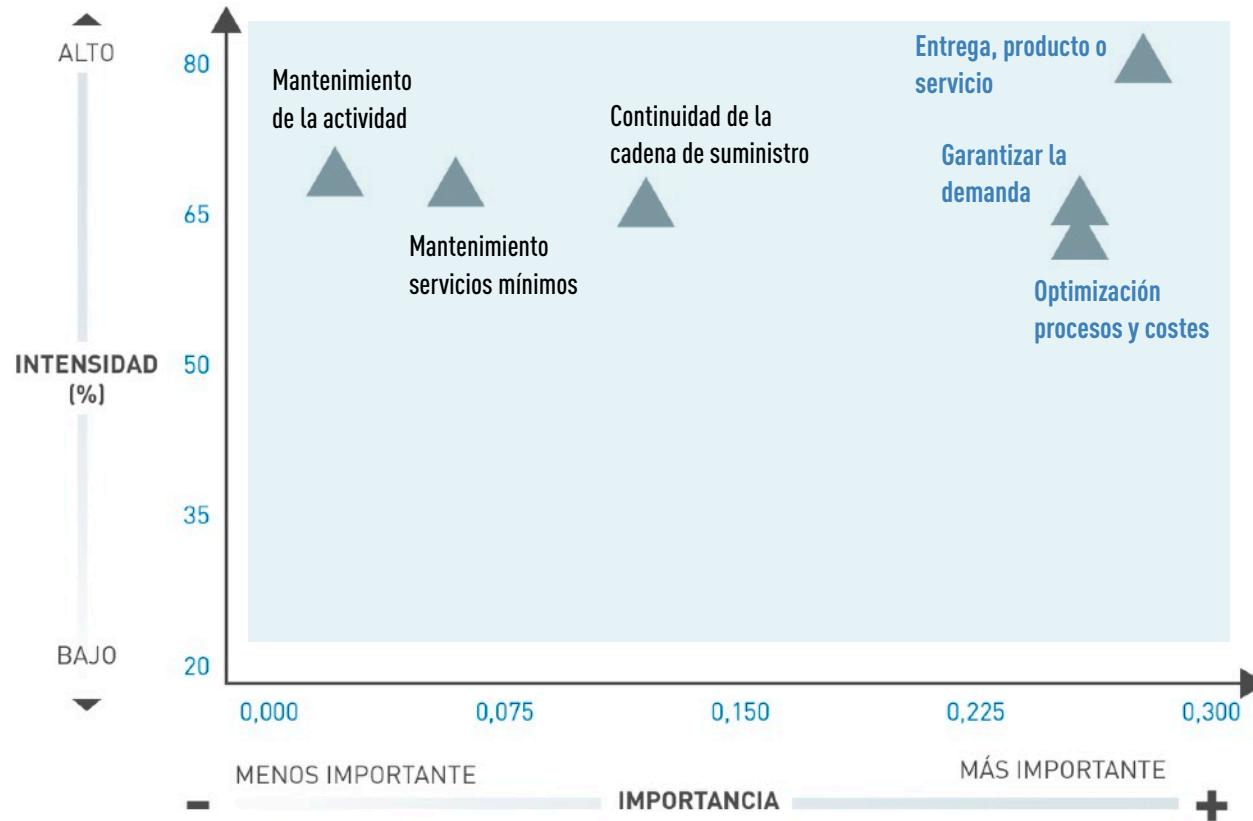 ALTO
80
Mantenimiento
de la actividad
Continuidad de la
cadena de suministro
Entrega, producto o
servicio
Garantizar la
demanda
65
Mantenimiento
servicios mínimos
Optimización
procesos y costes
INTENSIDAD
(%)
50
35
BAJO
20
0,000
0,075
0,150
0,225
0,300
MENOS IMPORTANTE
MÁS IMPORTANTE
-
IMPORTANCIA
+